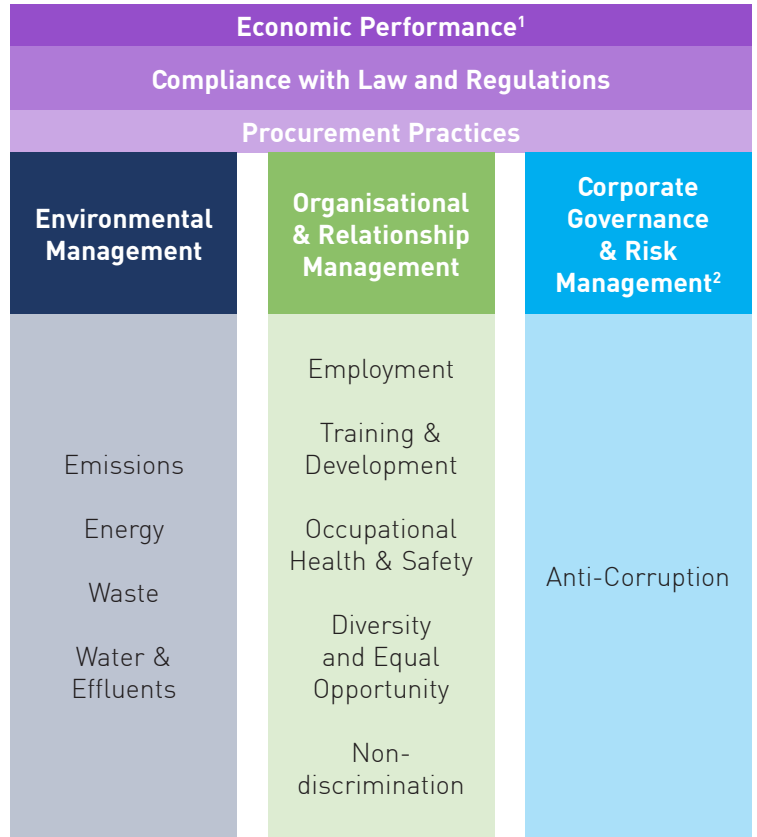 Economic Performance¹
Compliance with Law and Regulations
Procurement Practices
Environmental
Management
Organisational
& Relationship
Management
Corporate
Governance
& Risk
Management²
Emissions
Energy
Waste
Water &
Effluents
Employment
Training &
Development
Occupational
Health & Safety
Diversity
and Equal
Opportunity
Non-
discrimination
Anti-Corruption